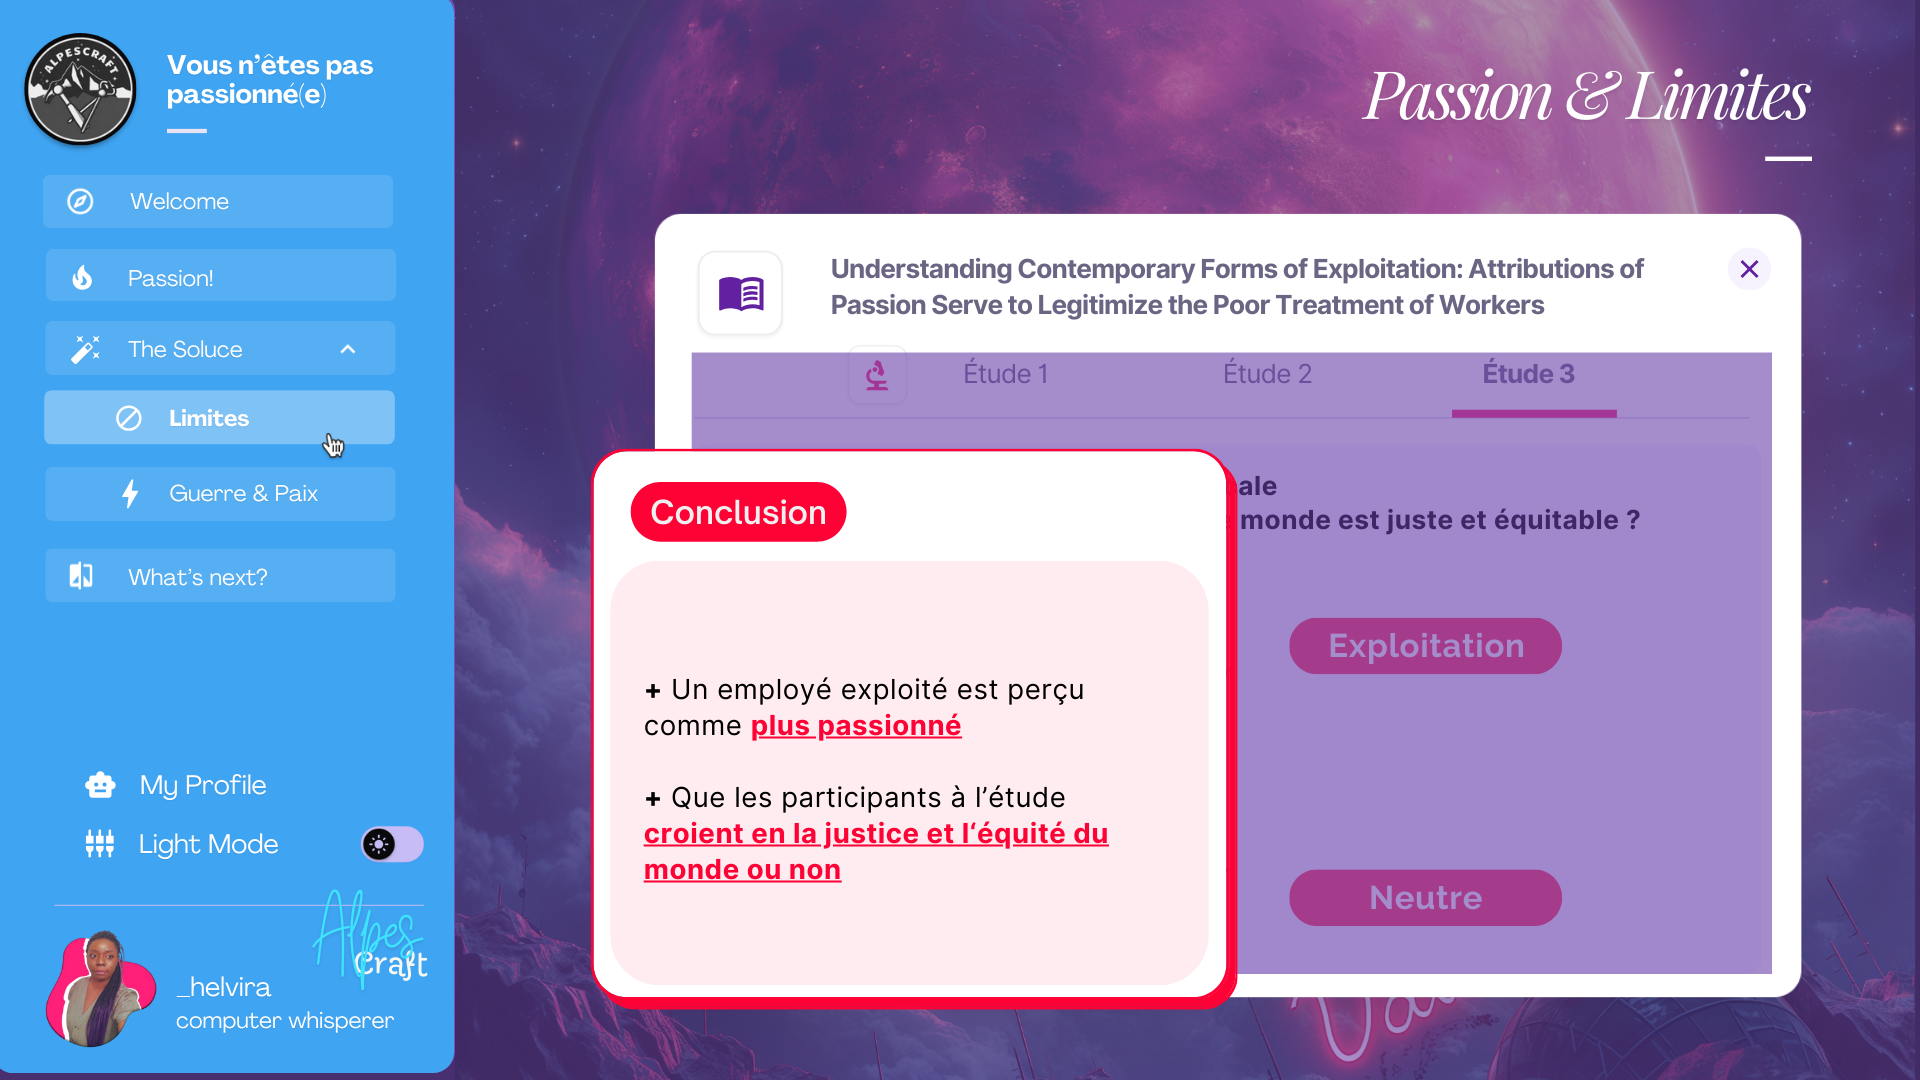 ALPESCRAFT
Vous n'êtes pas
passionné(e)
Welcome
Passion!
The Soluce
Limites
Guerre & Paix
What's next?
My Profile
Light Mode
Alpes
Craft
_helvira
computer whisperer
Passion & Limites
Understanding Contemporary Forms of Exploitation: Attributions of
Passion Serve to Legitimize the Poor Treatment of Workers
Étude 1
Étude 2
Étude 3
ale
monde est juste et équitable ?
Exploitation
Neutre
Conclusion
+ Un employé exploité est perçu
comme plus passionné
+ Que les participants à l’étude
croient en la justice et l‘équité du
monde ou non